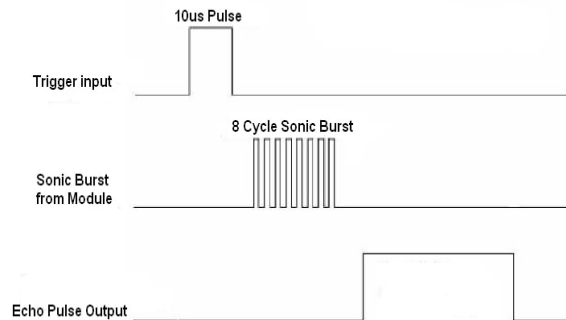 10us Pulse
Trigger input
8 Cycle Sonic Burst
Sonic Burst
from Module
Echo Pulse Output